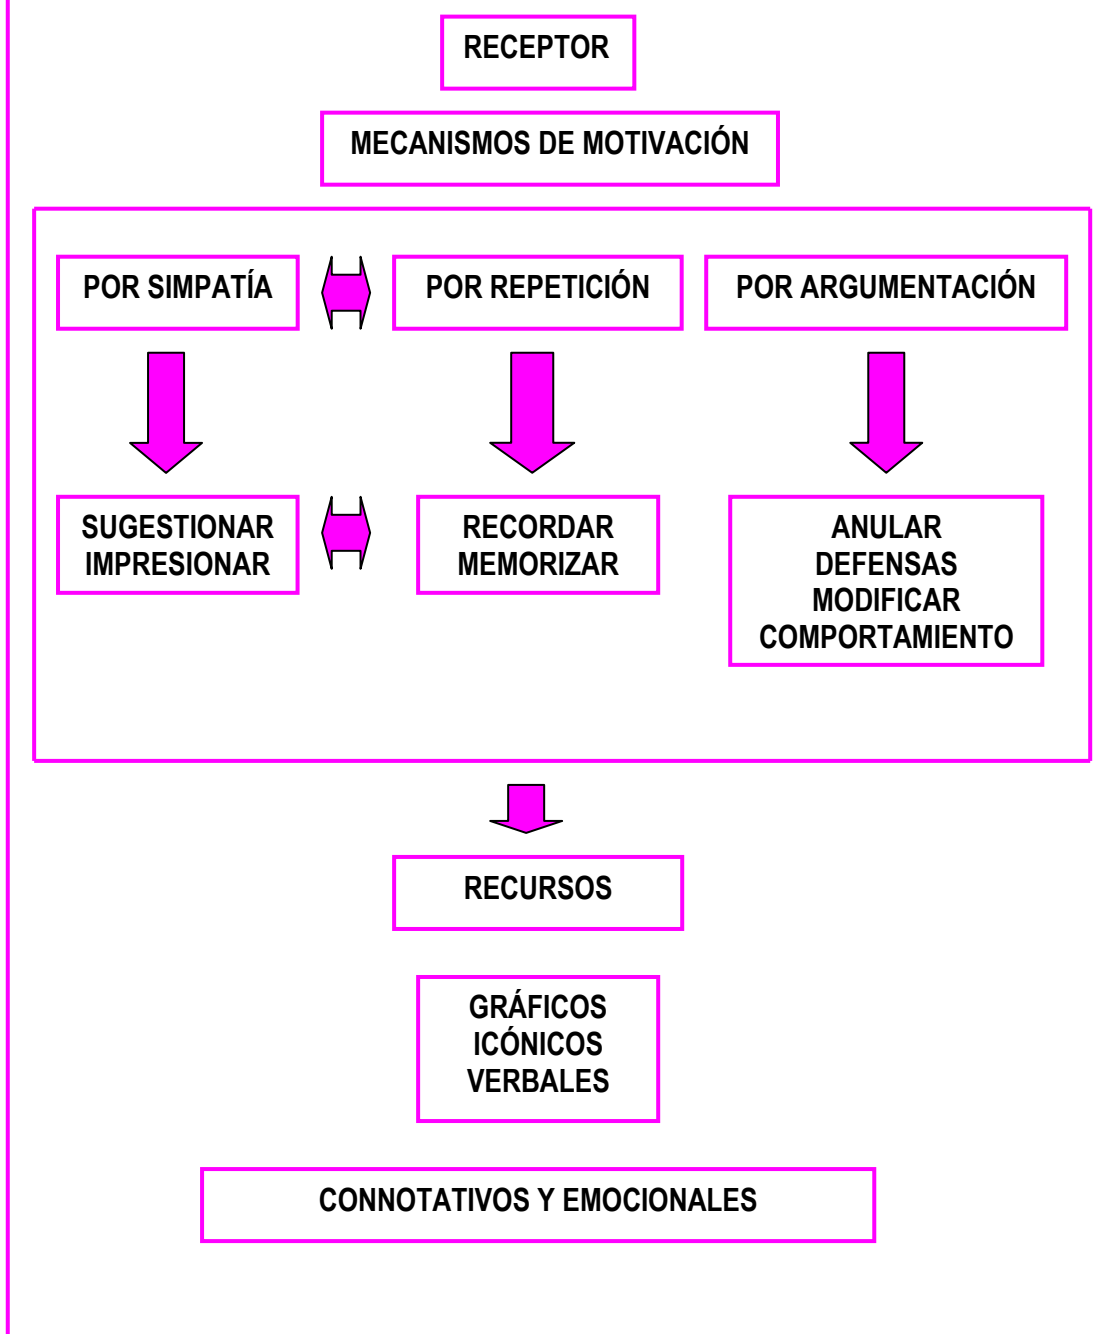 RECEPTOR
MECANISMOS DE MOTIVACIÓN
POR SIMPATÍA
POR REPETICIÓN
POR ARGUMENTACIÓN
SUGESTIONAR
IMPRESIONAR
RECORDAR
MEMORIZAR
ANULAR
DEFENSAS
MODIFICAR
COMPORTAMIENTO
RECURSOS
GRÁFICOS
ICÓNICOS
VERBALES
CONNOTATIVOS Y EMOCIONALES